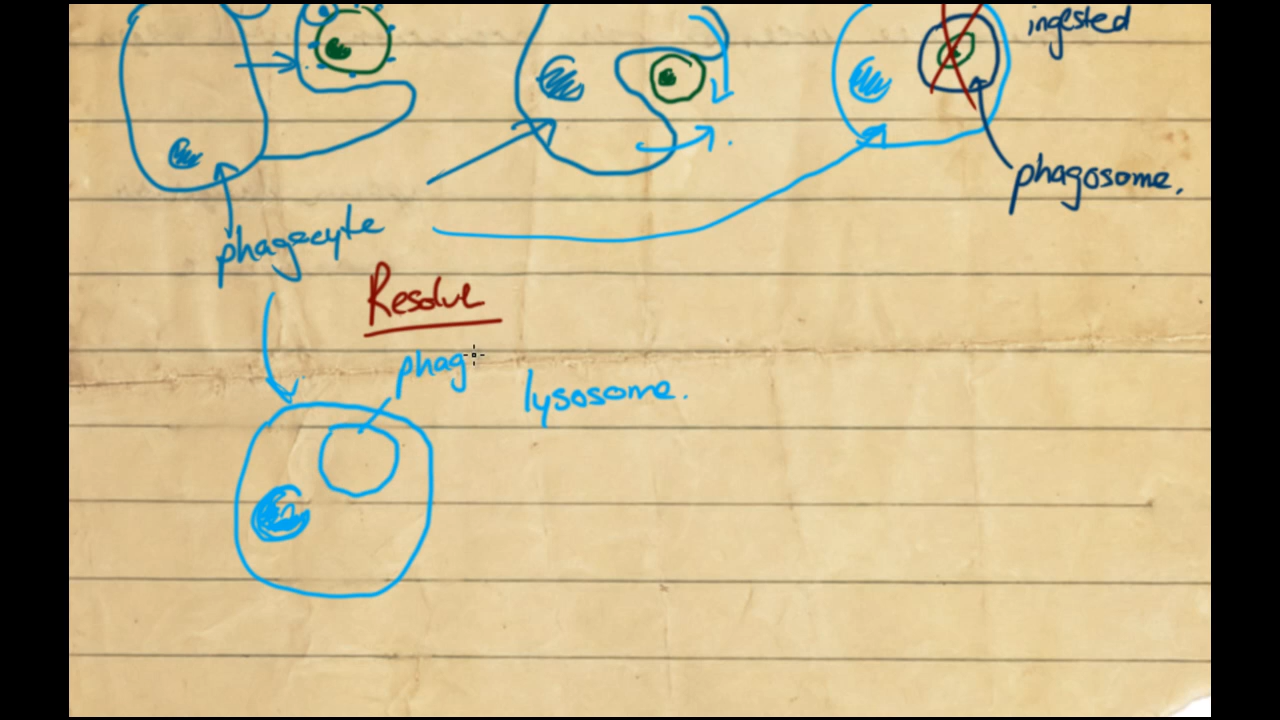 ingested
phagosome.
phagocyte
Resolve
phag
lysosome.